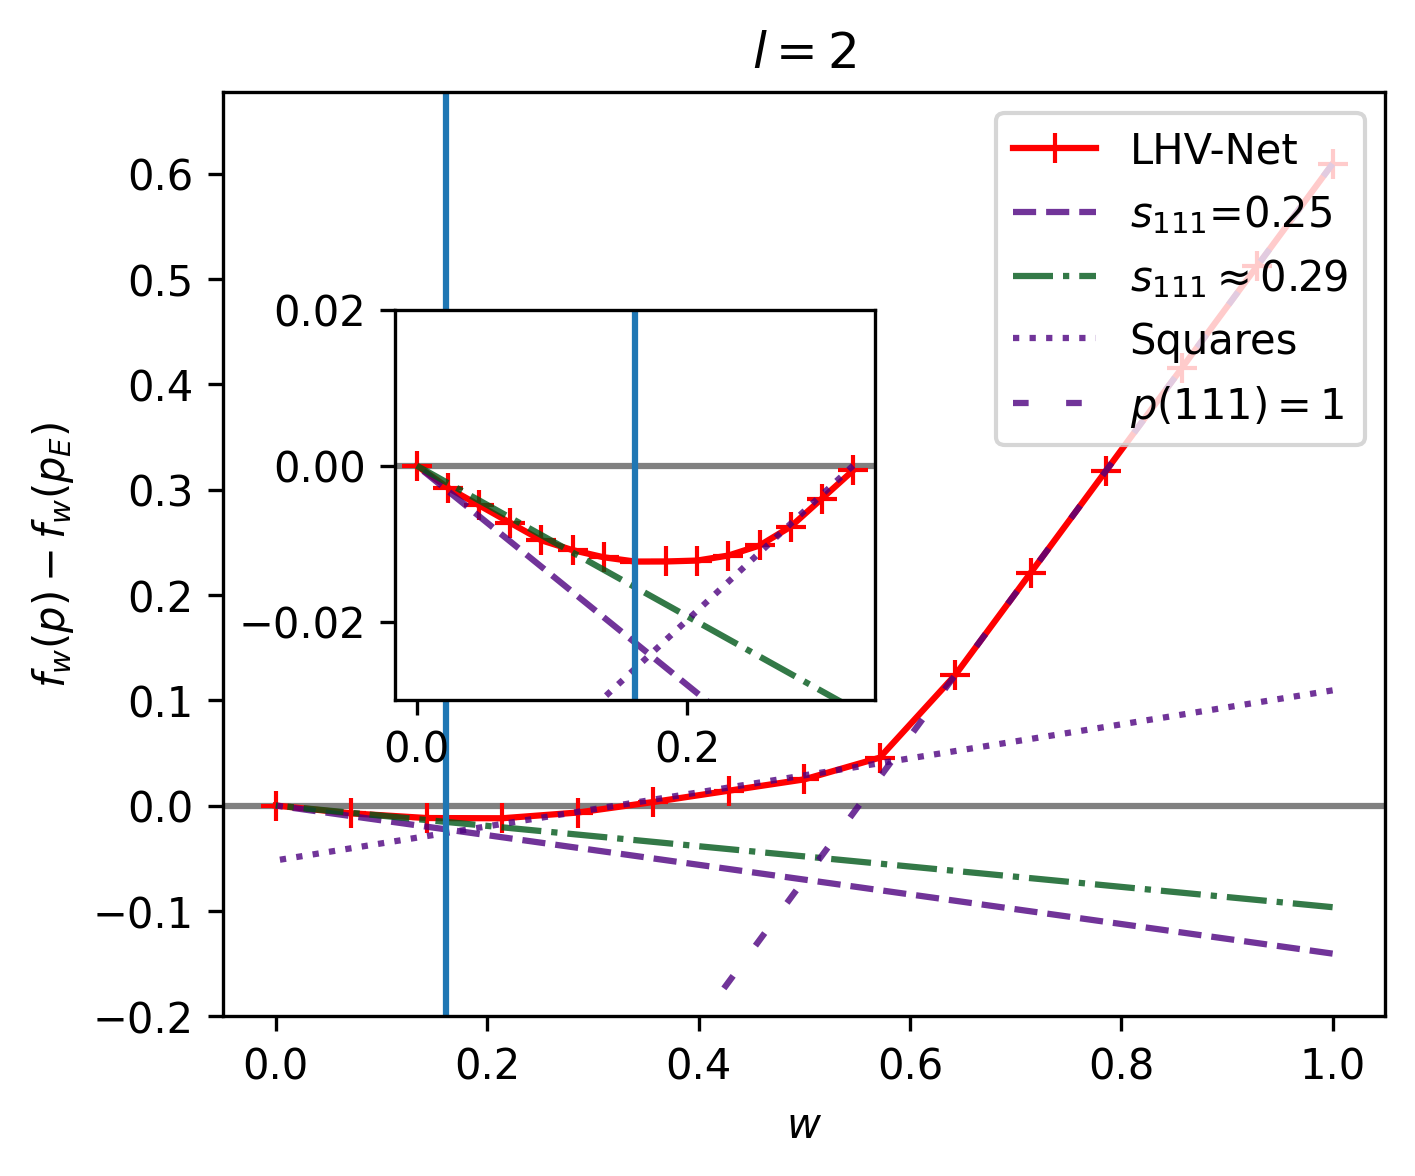 l = 2
f_w(p) − f_w(p_E)
0.6
0.5
0.4
0.3
0.2
0.1
0.0
−0.1
−0.2
0.02
0.00
−0.02
0.0
0.2
LHV-Net
s₁₁₁=0.25
s₁₁₁ ≈ 0.29
Squares
p(111) = 1
0.0
0.2
0.4
0.6
0.8
1.0
w